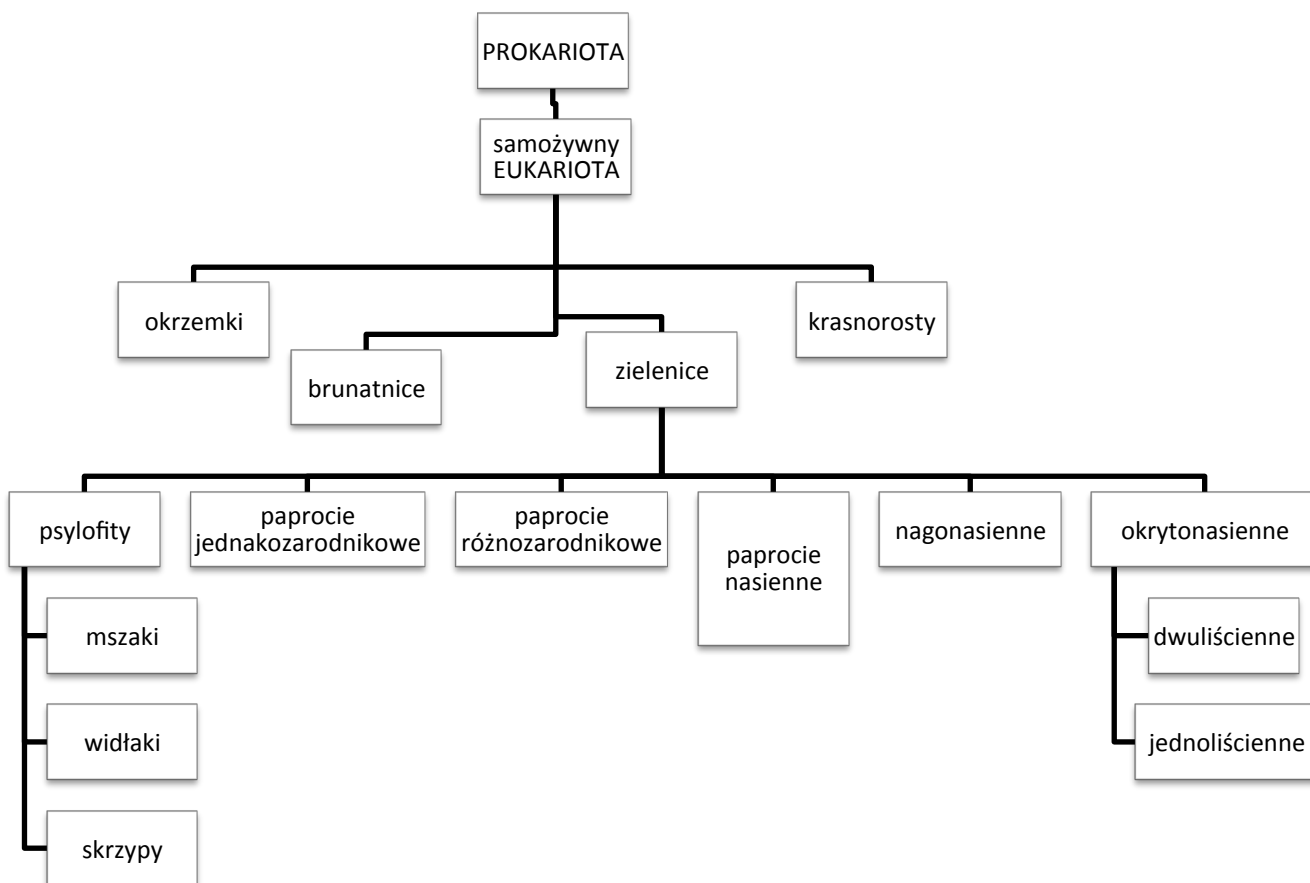 PROKARIOTA
samożywny
EUKARIOTA
okrzemki
krasnorosty
brunatnice
zielenice
psylofity
paprocie
jednakozarodnikowe
paprocie
różnozarodnikowe
paprocie
nasienne
nagonasienne
okrytonasienne
mszaki
dwuliścienne
widłaki
jednoliścienne
skrzypy